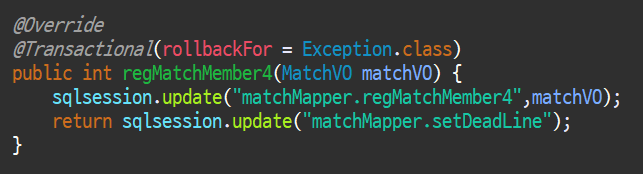 @Override
@Transactional(rollbackFor = Exception.class)
public int regMatchMember4(MatchVO matchVO) {
    sqlsession.update("matchMapper.regMatchMember4",matchVO);
    return sqlsession.update("matchMapper.setDeadLine");
}